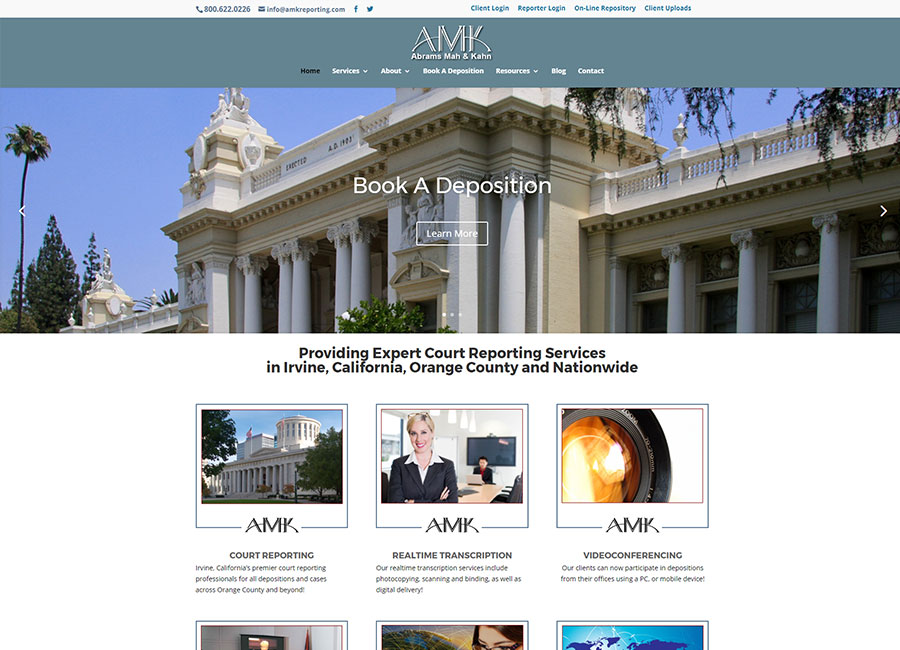 800.622.0226 info@amkreporting.com Client Login Reporter Login On-Line Repository Client Uploads
AMK
Abrams Mah & Kahn
Home Services About Book A Deposition Resources Blog Contact
ERECTED A.D. 1903
Book A Deposition
Learn More
Providing Expert Court Reporting Services
in Irvine, California, Orange County and Nationwide
AMK AMK AMK
COURT REPORTING
Irvine, California's premier court reporting
professionals for all depositions and cases
across Orange County and beyond!
REALTIME TRANSCRIPTION
Our realtime transcription services include
photocopying, scanning and binding, as well as
digital delivery!
VIDEOCONFERENCING
Our clients can now participate in depositions
from their offices using a PC, or mobile device!